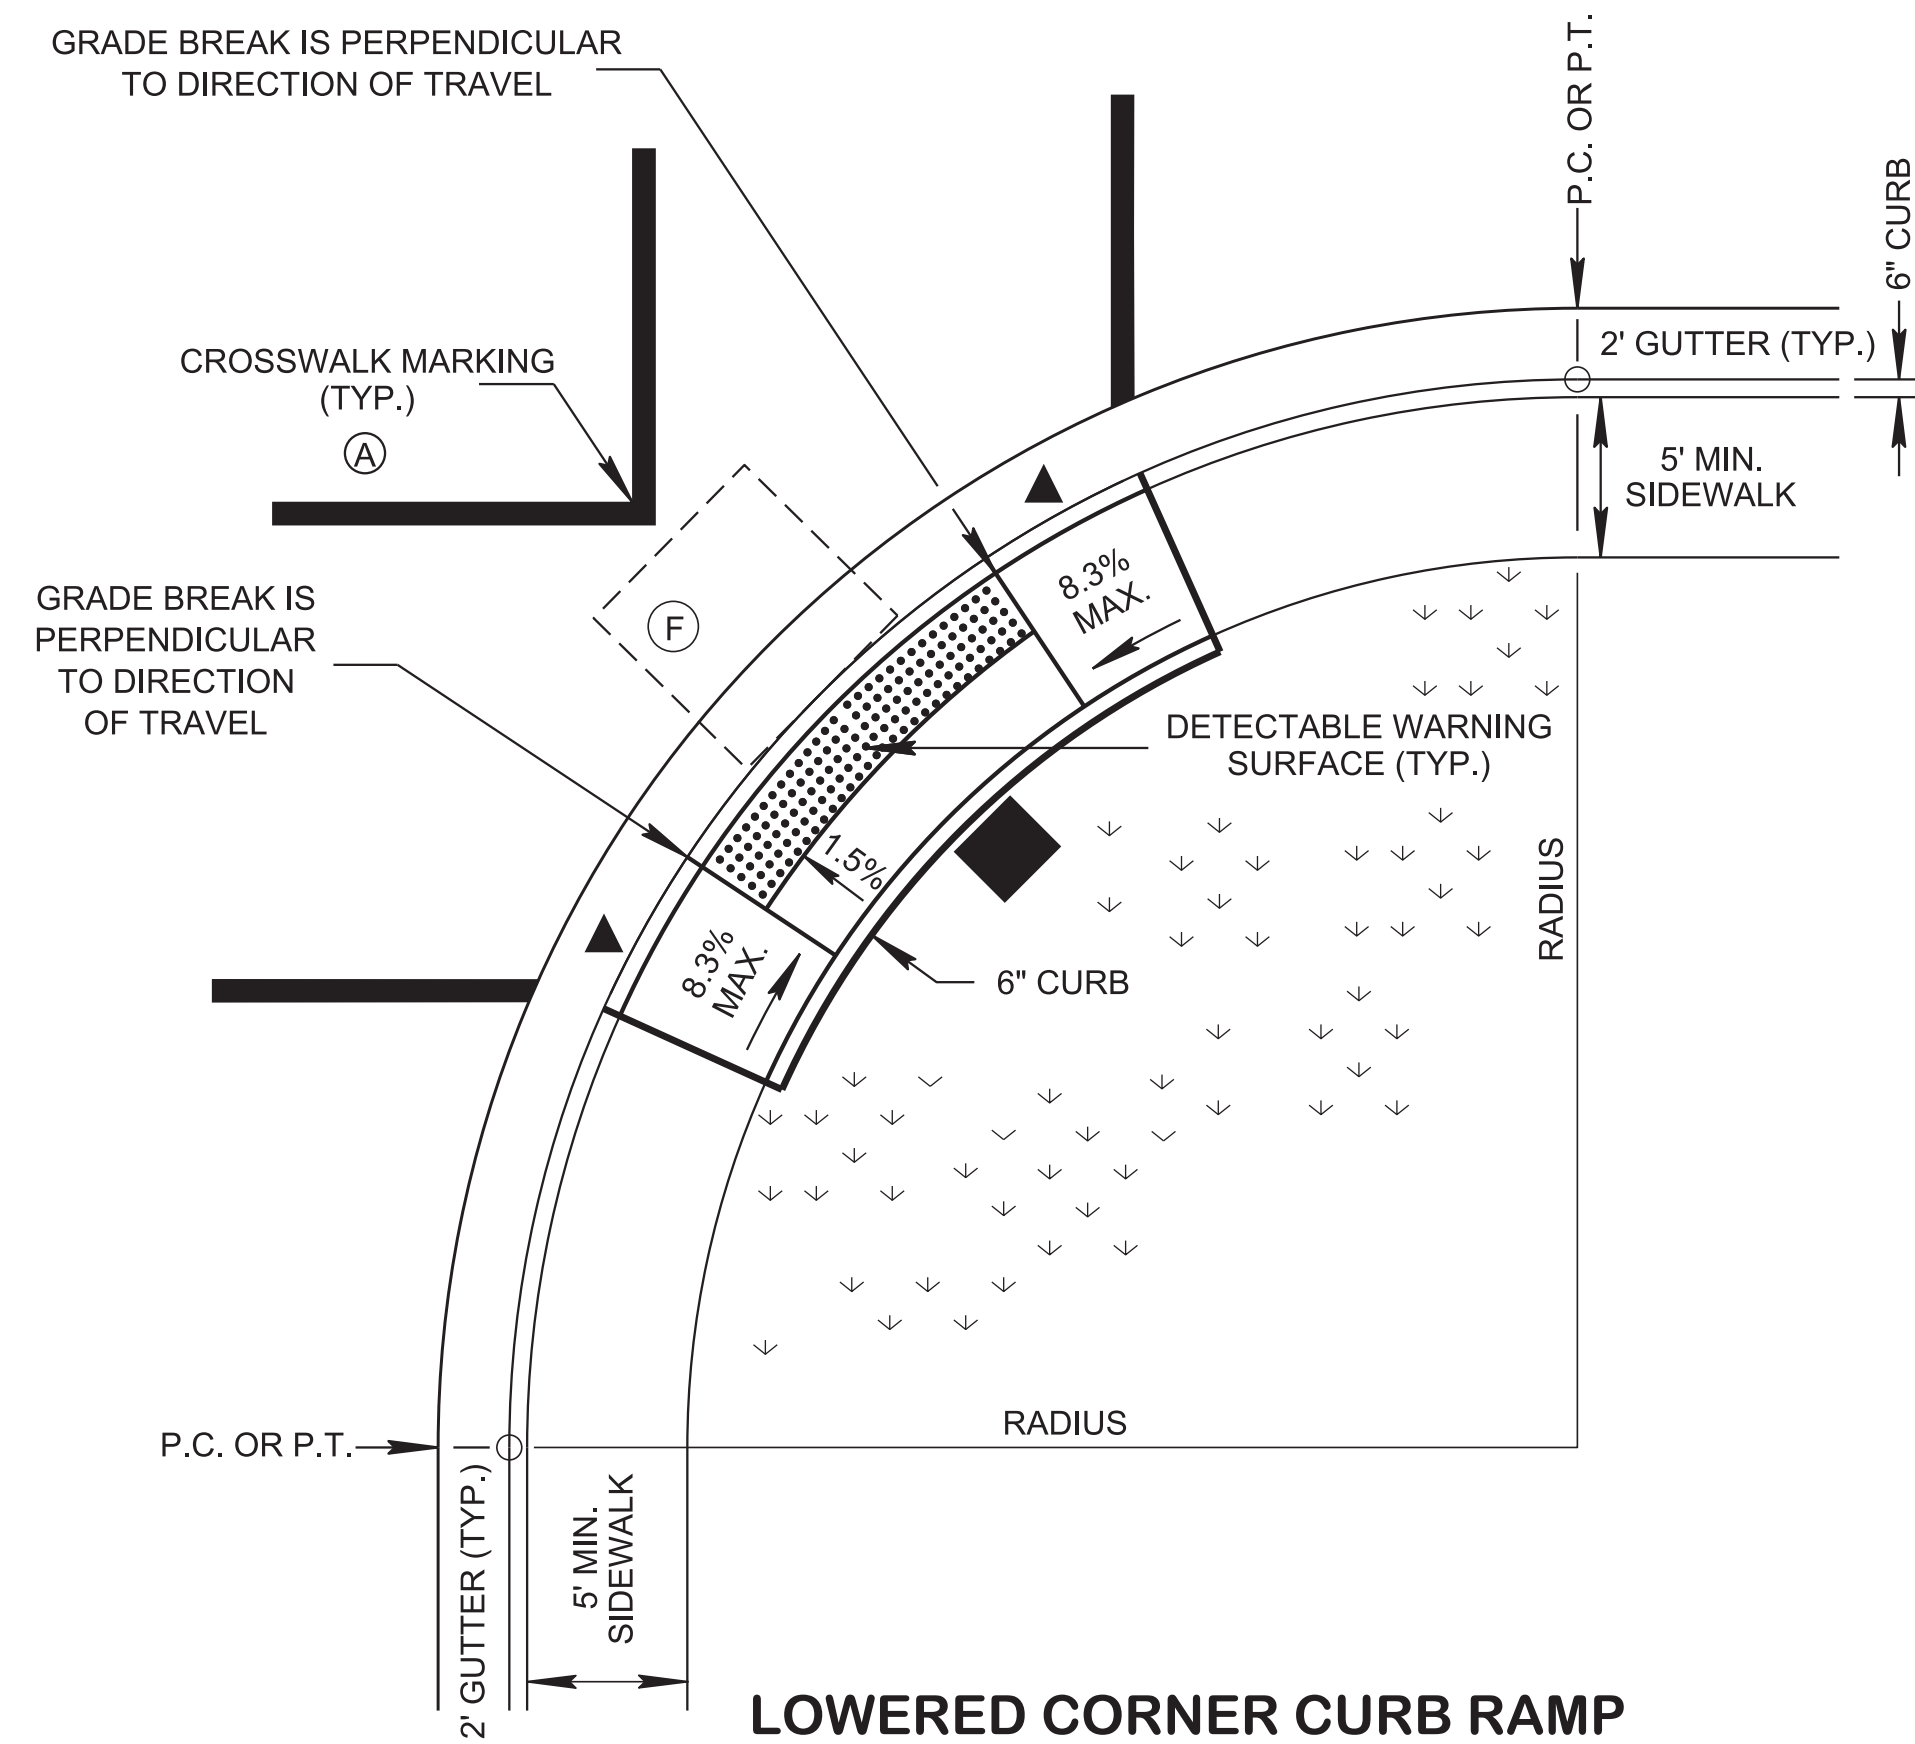 GRADE BREAK IS PERPENDICULAR
TO DIRECTION OF TRAVEL
P.C. OR P.T.
6" CURB
2' GUTTER (TYP.)
CROSSWALK MARKING
(TYP.)
A
5' MIN.
SIDEWALK
8.3%
MAX.
GRADE BREAK IS
PERPENDICULAR
TO DIRECTION
OF TRAVEL
F
DETECTABLE WARNING
SURFACE (TYP.)
1.5%
RADIUS
8.3%
MAX.
6" CURB
RADIUS
P.C. OR P.T.
2' GUTTER (TYP.)
5' MIN.
SIDEWALK
LOWERED CORNER CURB RAMP